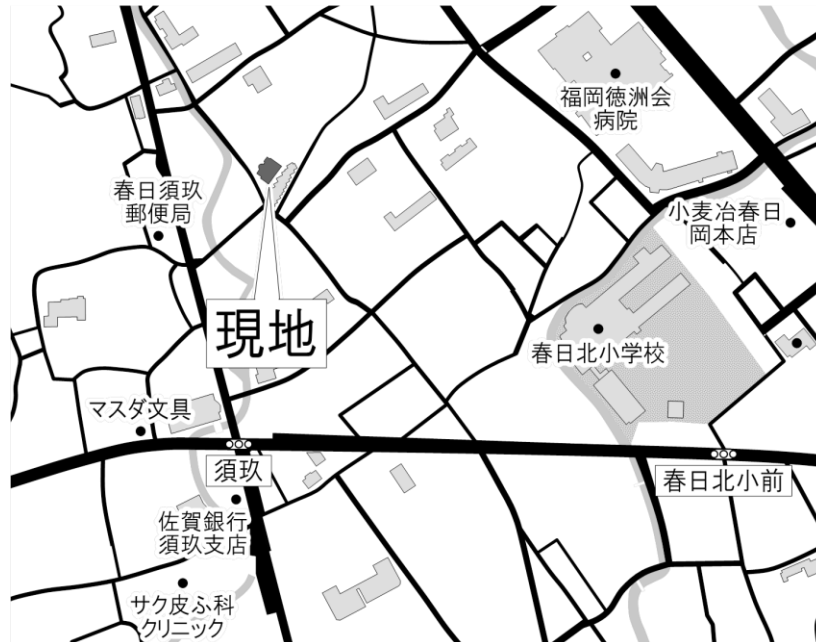 福岡徳洲会
病院
春日須玖
郵便局
小麦冶春日
岡本店
現地
春日北小学校
マスダ文具
須玖
春日北小前
佐賀銀行
須玖支店
サク皮ふ科
クリニック